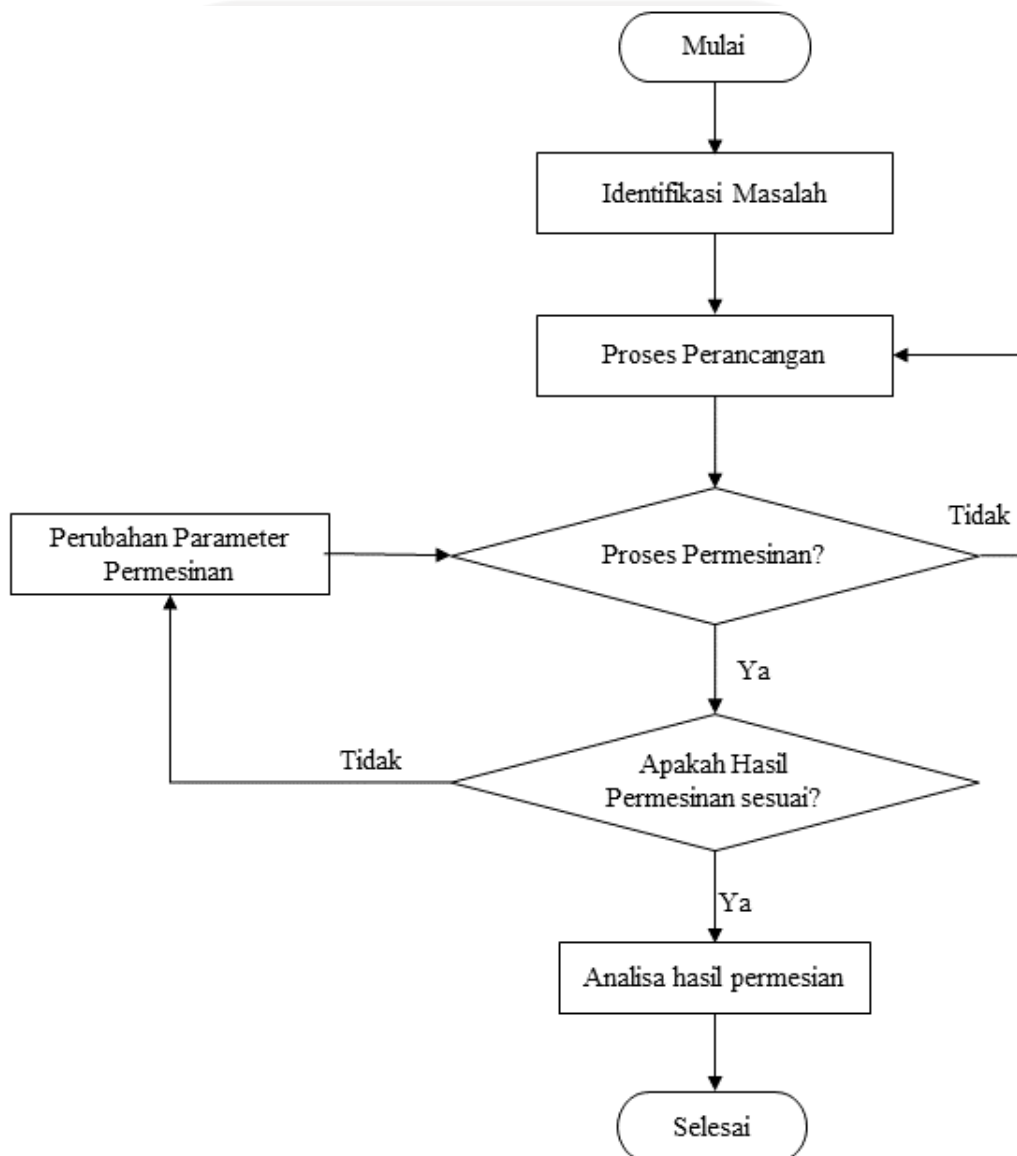 Mulai
Identifikasi Masalah
Proses Perancangan
Tidak
Perubahan Parameter
Permesinan
Proses Permesinan?
Ya
Tidak
Apakah Hasil
Permesinan sesuai?
Ya
Analisa hasil permesian
Selesai